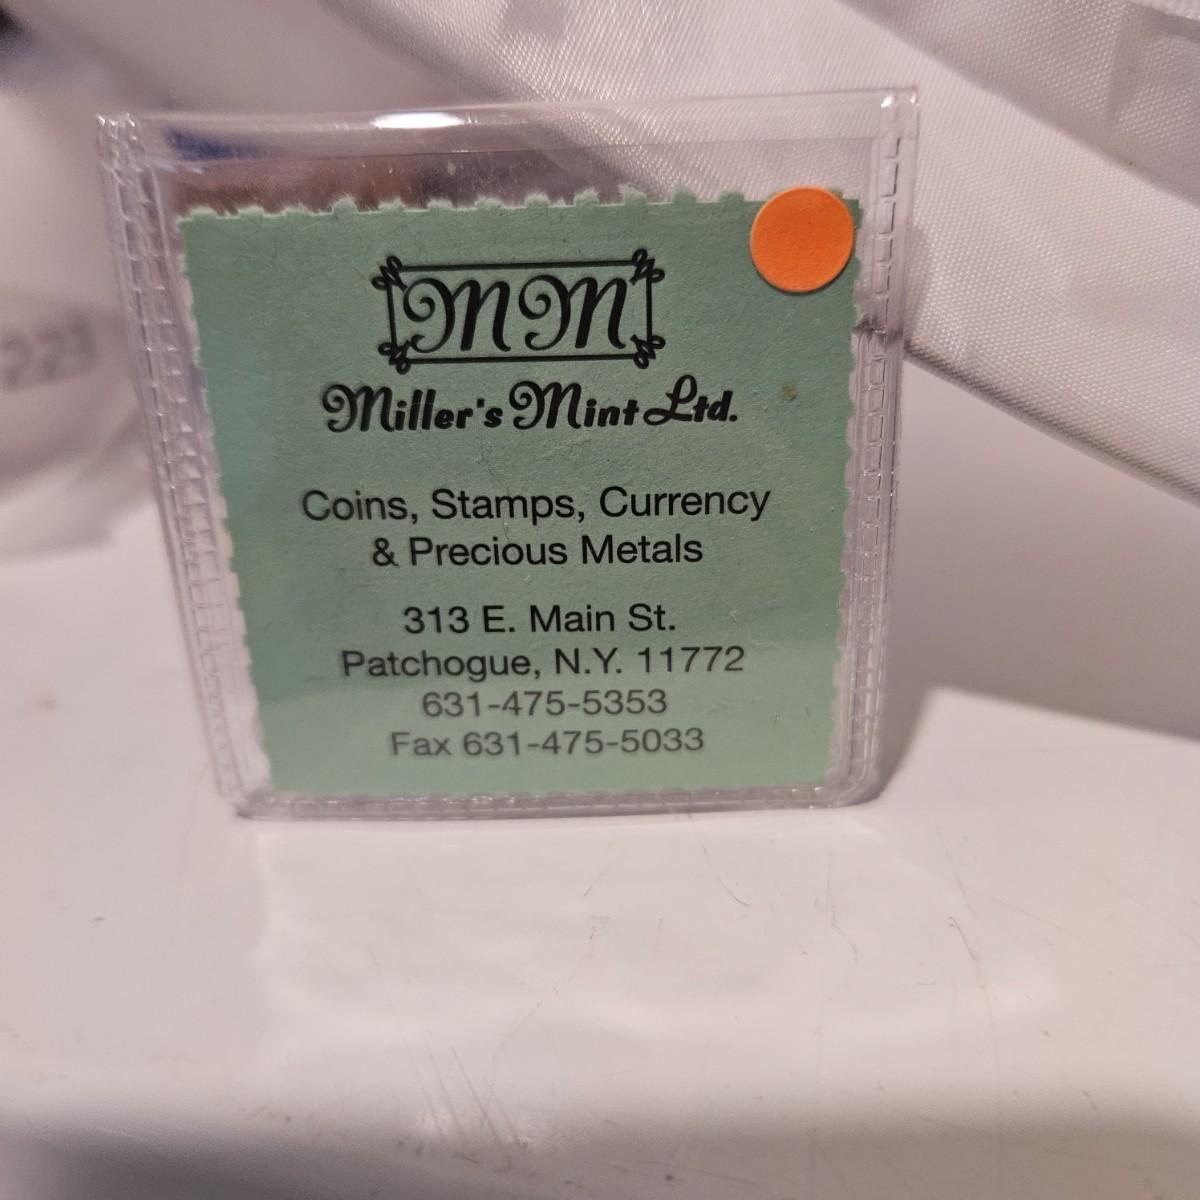 MM
Miller's Mint Ltd.
Coins, Stamps, Currency
& Precious Metals
313 E. Main St.
Patchogue, N.Y. 11772
631-475-5353
Fax 631-475-5033